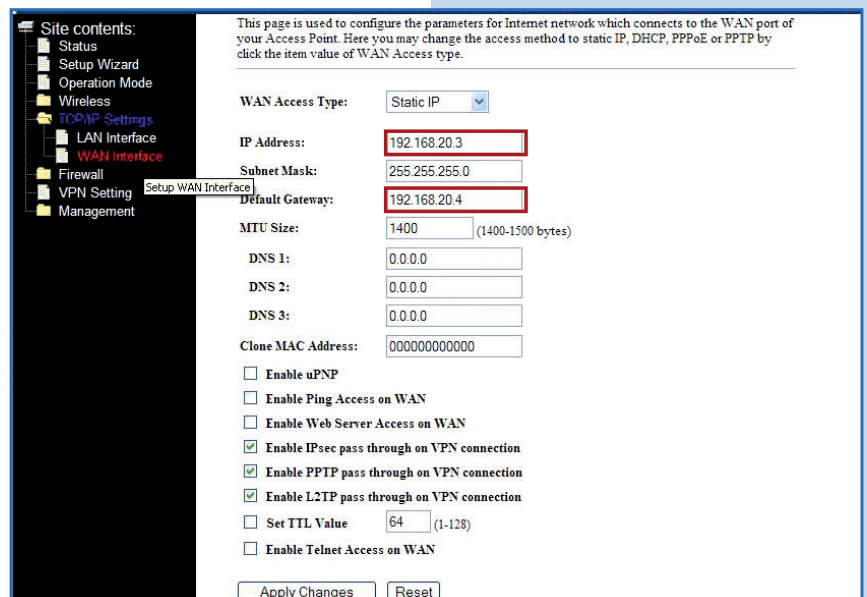 Site contents:
Status
Setup Wizard
Operation Mode
Wireless
TCP/IP Settings
LAN Interface
WAN Interface
Firewall
VPN Setting
Management
Setup WAN Interface
This page is used to configure the parameters for Internet network which connects to the WAN port of
your Access Point. Here you may change the access method to static IP, DHCP, PPPoE or PPTP by
click the item value of WAN Access type.
WAN Access Type: Static IP
IP Address: 192.168.20.3
Subnet Mask: 255.255.255.0
Default Gateway: 192.168.20.4
MTU Size: 1400 (1400-1500 bytes)
DNS 1: 0.0.0.0
DNS 2: 0.0.0.0
DNS 3: 0.0.0.0
Clone MAC Address: 000000000000
Enable uPNP
Enable Ping Access on WAN
Enable Web Server Access on WAN
Enable IPsec pass through on VPN connection
Enable PPTP pass through on VPN connection
Enable L2TP pass through on VPN connection
Set TTL Value 64 (1-128)
Enable Telnet Access on WAN
Apply Changes Reset